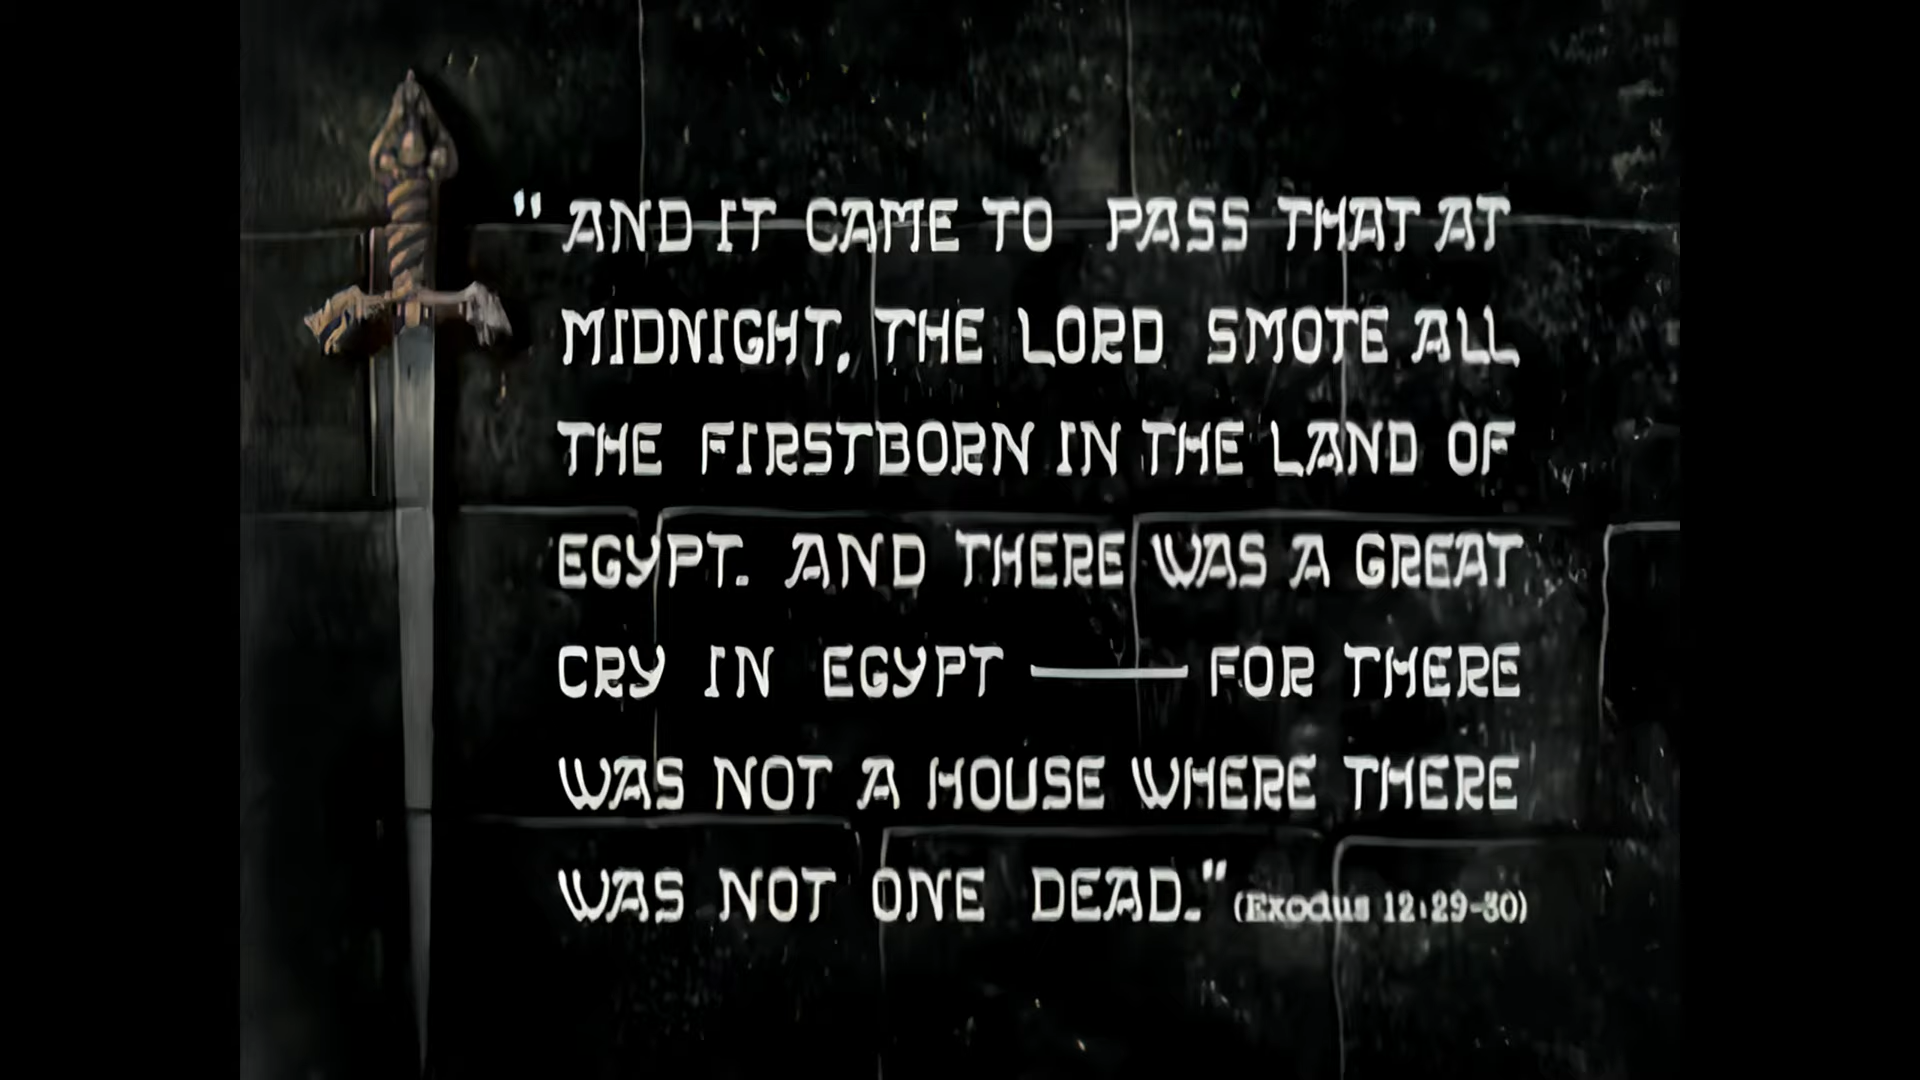 " AND IT CAME TO PASS THAT AT
MIDNIGHT, THE LORD SMOTE ALL
THE FIRSTBORN IN THE LAND OF
EGYPT. AND THERE WAS A GREAT
CRY IN EGYPT — FOR THERE
WAS NOT A HOUSE WHERE THERE
WAS NOT ONE DEAD." (Exodus 12:29-30)